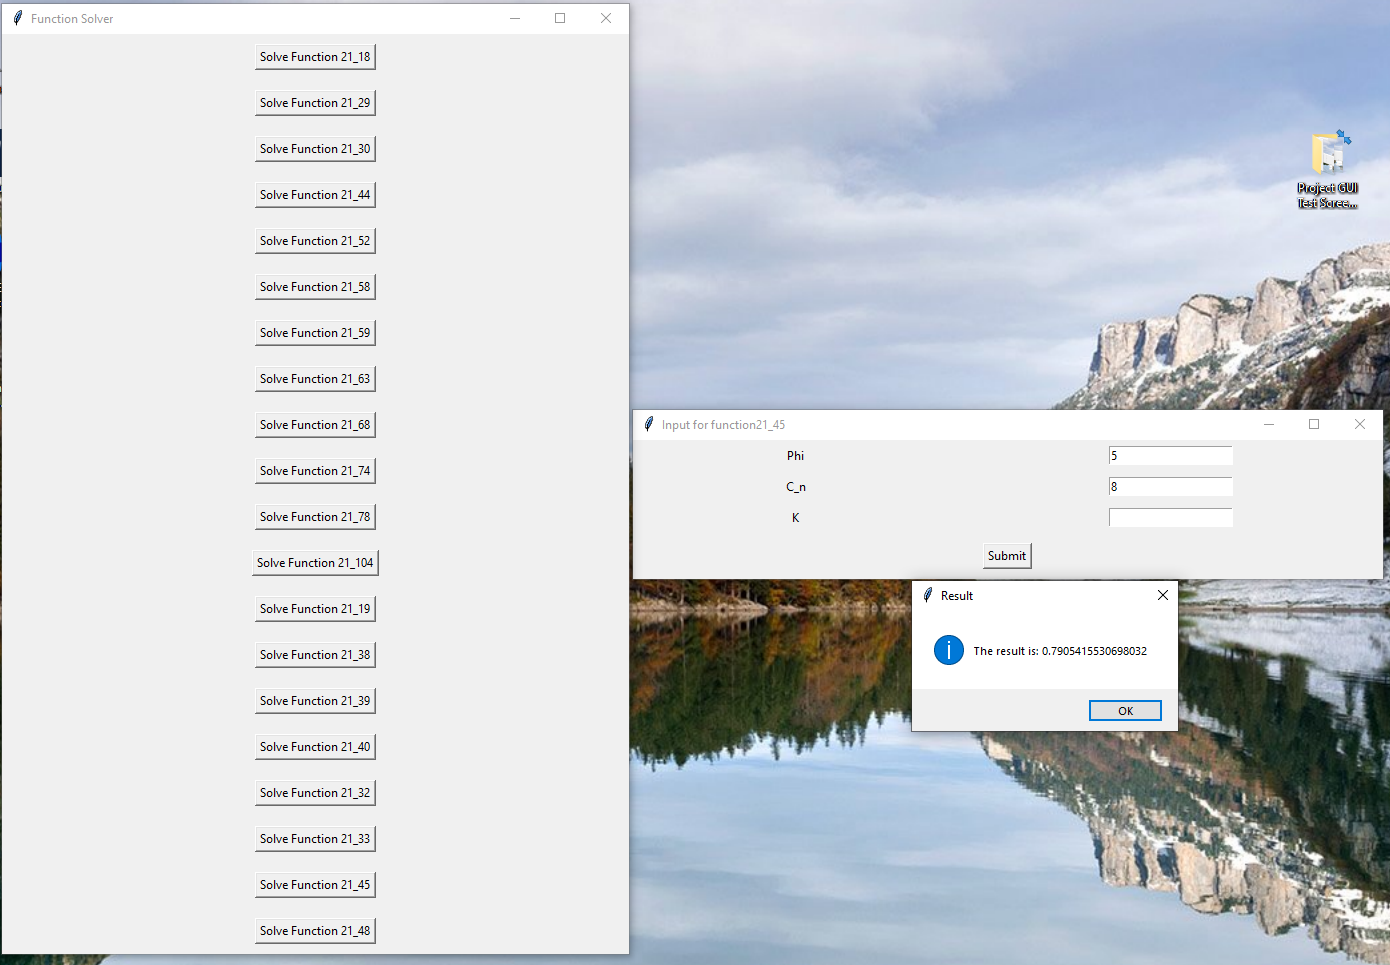 Function Solver
Solve Function 21_18
Solve Function 21_29
Solve Function 21_30
Solve Function 21_44
Solve Function 21_52
Solve Function 21_58
Solve Function 21_59
Solve Function 21_63
Solve Function 21_68
Solve Function 21_74
Solve Function 21_78
Solve Function 21_104
Solve Function 21_19
Solve Function 21_38
Solve Function 21_39
Solve Function 21_40
Solve Function 21_32
Solve Function 21_33
Solve Function 21_45
Solve Function 21_48
Project GUI
Test Scree...
Input for function21_45
Phi 5
C_n 8
K
Submit
Result
The result is: 0.7905415530698032
OK